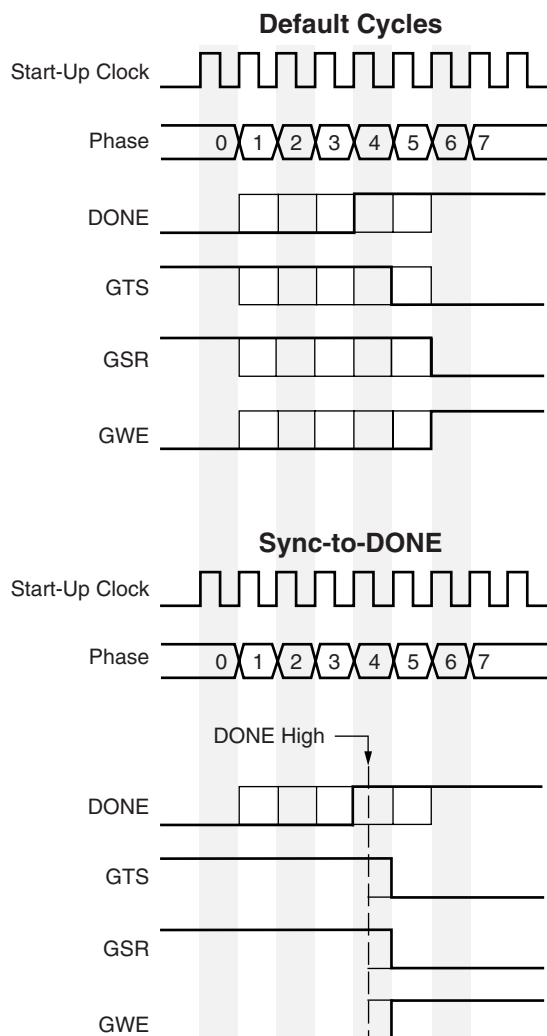 Default Cycles
Start-Up Clock
Phase
0 1 2 3 4 5 6 7
DONE
GTS
GSR
GWE
Sync-to-DONE
Start-Up Clock
Phase
0 1 2 3 4 5 6 7
DONE High
DONE
GTS
GSR
GWE